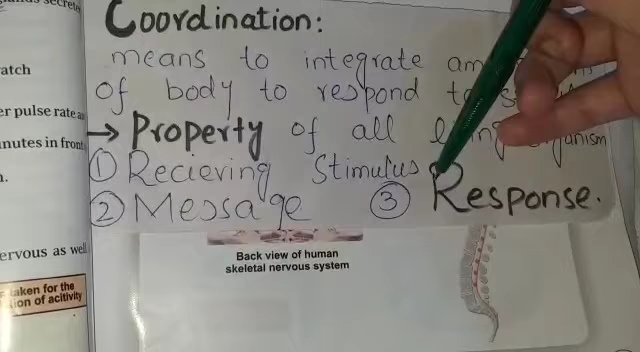 secrete
Coordination:
atch
means to integrate
of body to respond
er pulse rate
→ Property of all
nutes in front
① Recieving Stimulus
② Message ③ Response.
ervous as well
Back view of human
skeletal nervous system
taken for the
ion of acitivity